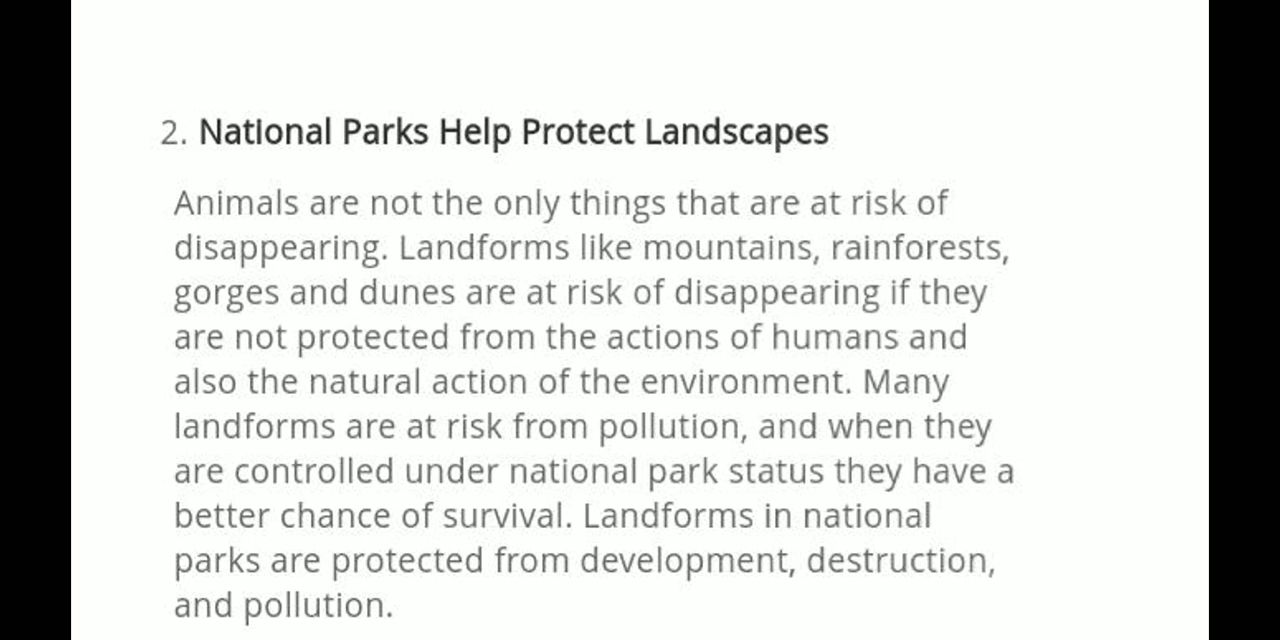 2. National Parks Help Protect Landscapes
Animals are not the only things that are at risk of
disappearing. Landforms like mountains, rainforests,
gorges and dunes are at risk of disappearing if they
are not protected from the actions of humans and
also the natural action of the environment. Many
landforms are at risk from pollution, and when they
are controlled under national park status they have a
better chance of survival. Landforms in national
parks are protected from development, destruction,
and pollution.